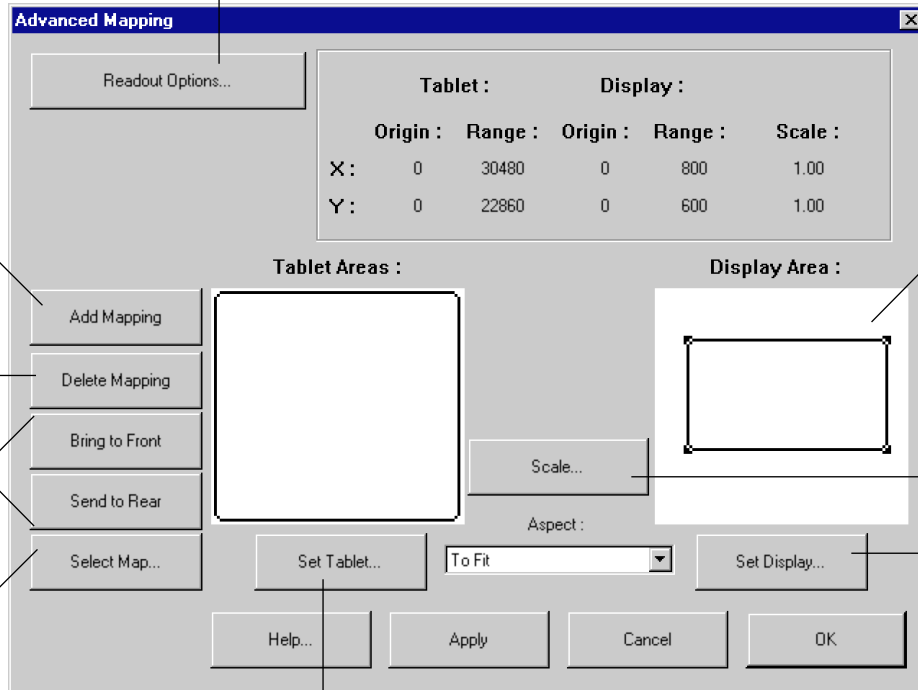 Advanced Mapping
Readout Options...
Tablet : Display :
Origin : Range : Origin : Range : Scale :
X : 0 30480 0 800 1.00
Y : 0 22860 0 600 1.00
Tablet Areas :
Display Area :
Add Mapping
Delete Mapping
Bring to Front
Send to Rear
Select Map...
Scale...
Aspect :
Set Tablet...
To Fit
Set Display...
Help...
Apply
Cancel
OK